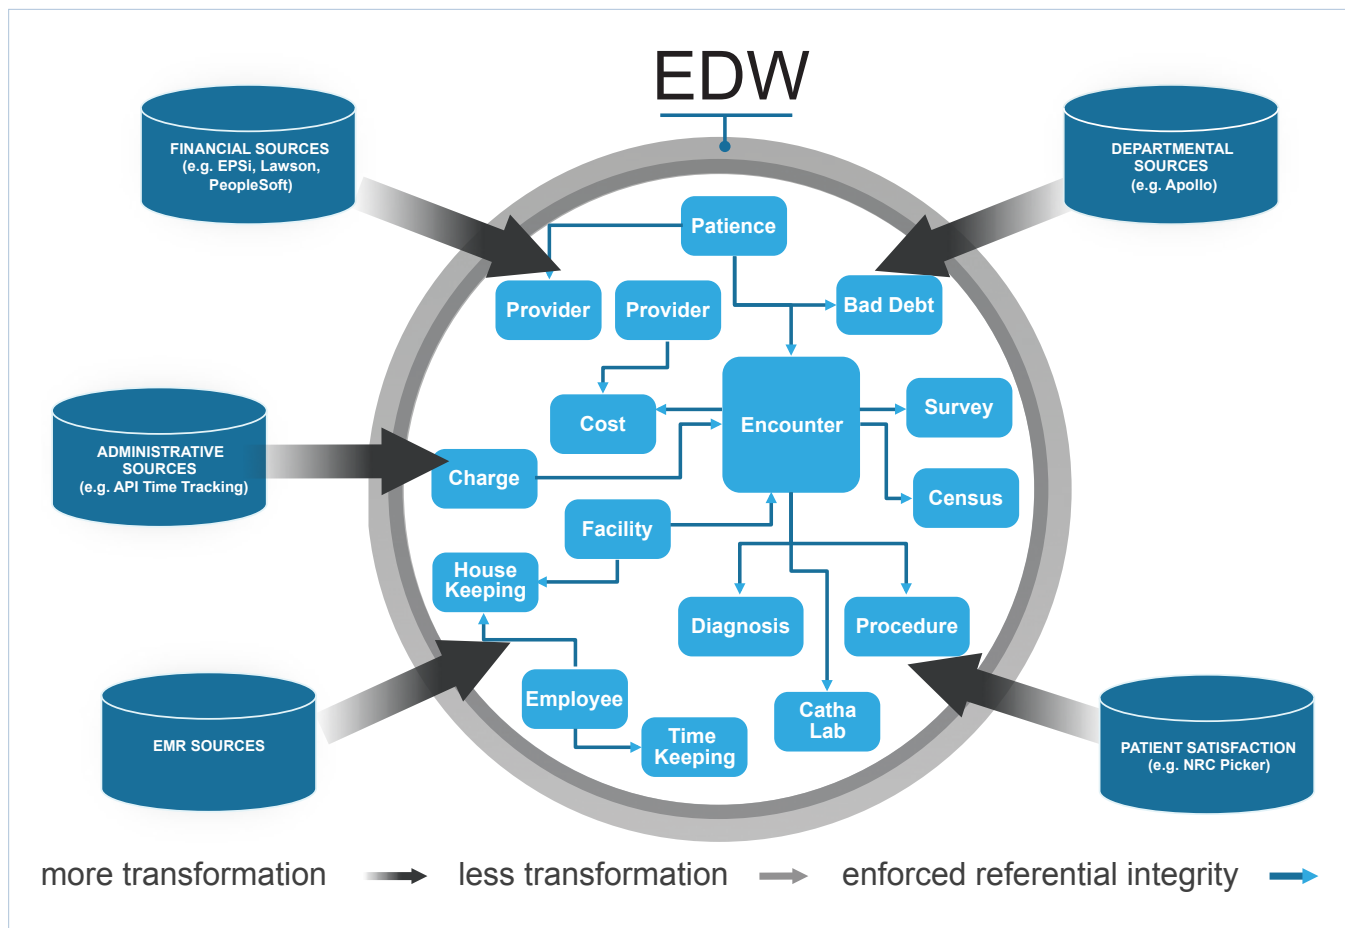 EDW
FINANCIAL SOURCES
(e.g. EPSi, Lawson,
PeopleSoft)
DEPARTMENTAL
SOURCES
(e.g. Apollo)
Patience
Provider
Provider
Bad Debt
Cost
Encounter
Survey
ADMINISTRATIVE
SOURCES
(e.g. API Time Tracking)
Charge
Census
Facility
House
Keeping
Diagnosis
Procedure
Employee
Catha
Lab
Time
Keeping
EMR SOURCES
PATIENT SATISFACTION
(e.g. NRC Picker)
more transformation
less transformation
enforced referential integrity